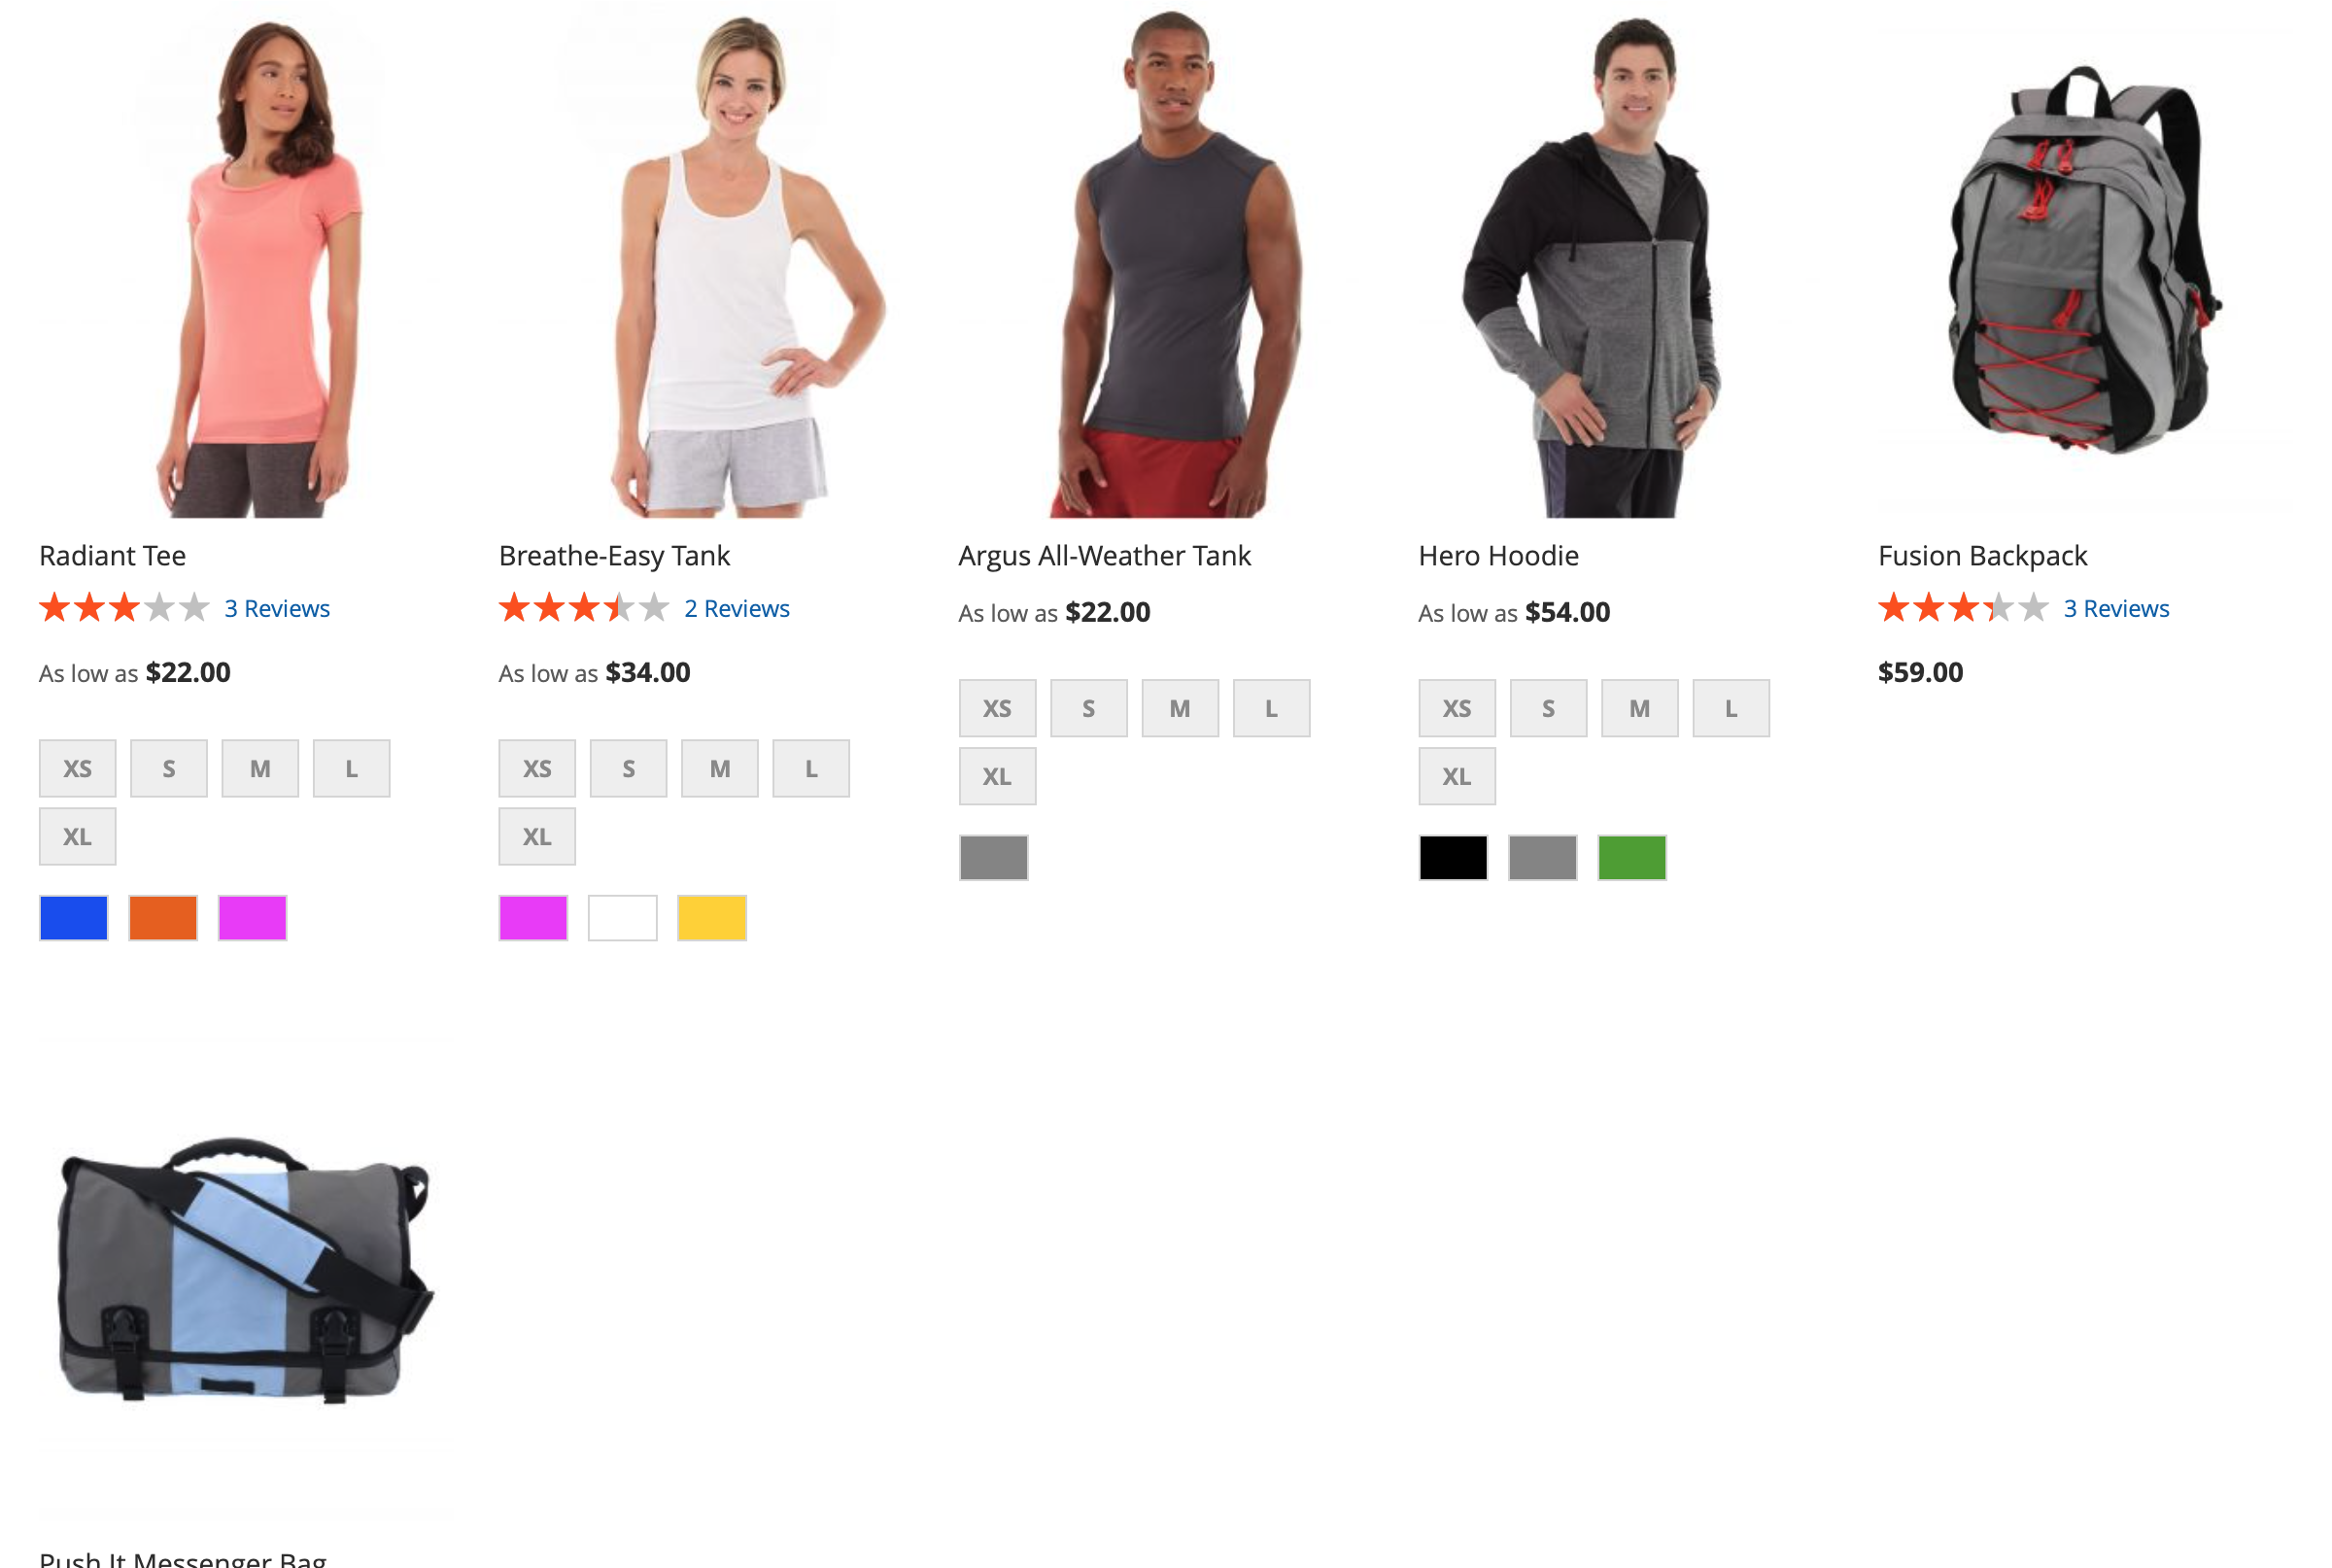 Radiant Tee
3 Reviews
As low as $22.00
XS S M L
XL
Breathe-Easy Tank
2 Reviews
As low as $34.00
XS S M L
XL
Argus All-Weather Tank
As low as $22.00
XS S M L
XL
Hero Hoodie
As low as $54.00
XS S M L
XL
Fusion Backpack
3 Reviews
$59.00
Push It Messenger Bag